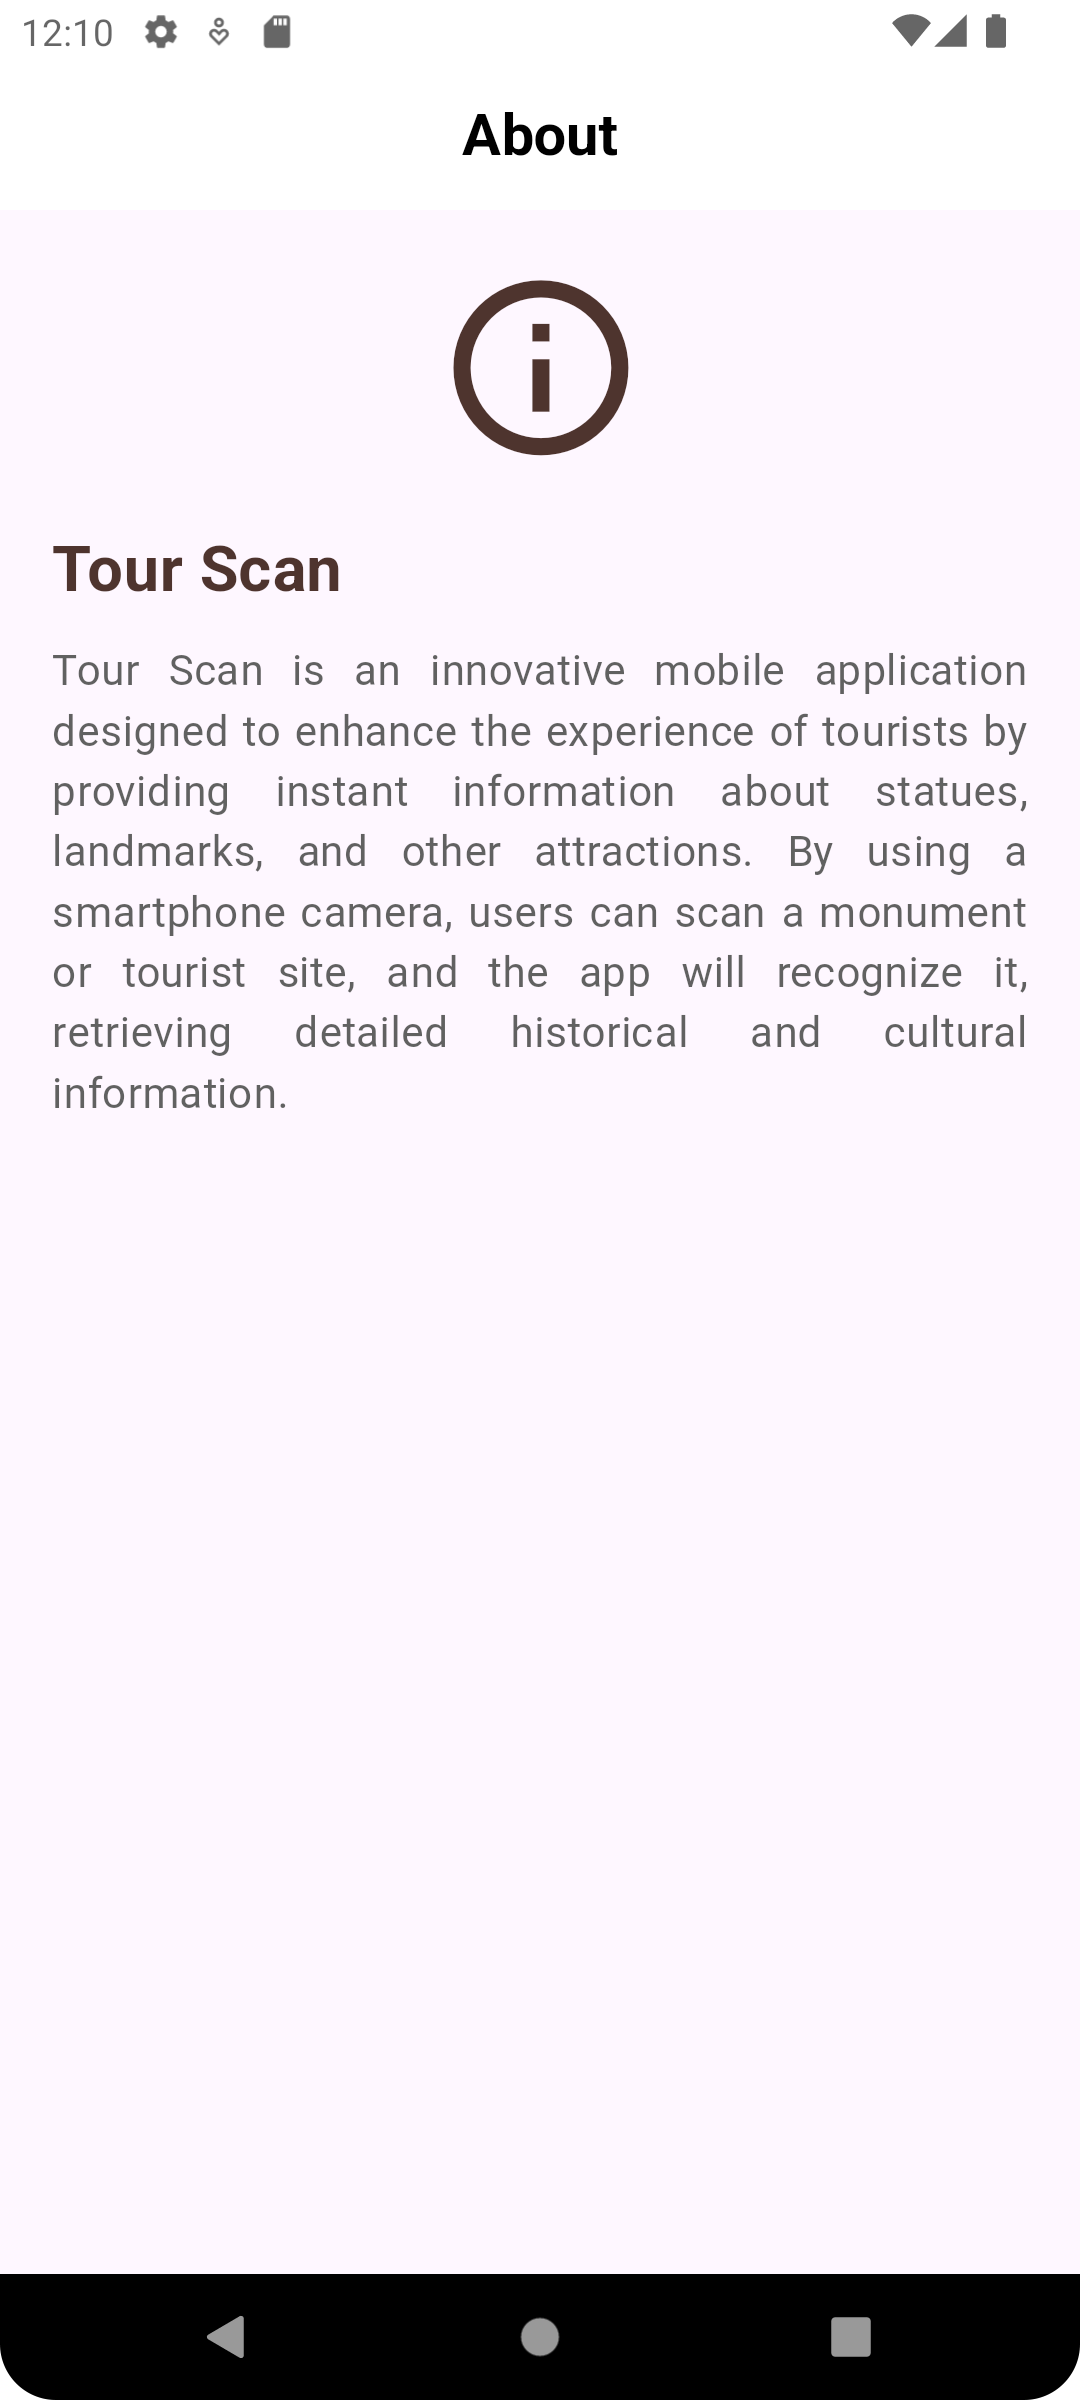 12:10
About
Tour Scan
Tour Scan is an innovative mobile application
designed to enhance the experience of tourists by
providing instant information about statues,
landmarks, and other attractions. By using a
smartphone camera, users can scan a monument
or tourist site, and the app will recognize it,
retrieving detailed historical and cultural
information.